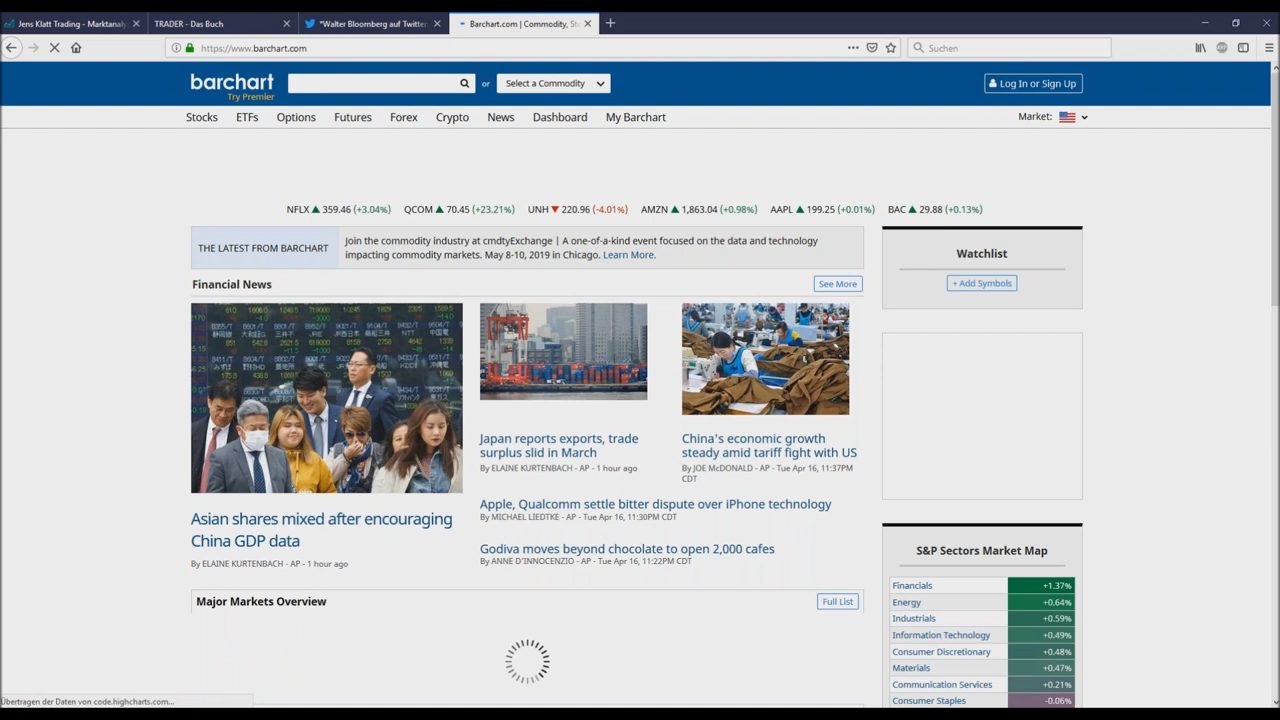 Jens Klatt Trading - Marktanaly
TRADER - Das Buch
*Walter Bloomberg auf Twitter
Barchart.com | Commodity, St
https://www.barchart.com
Suchen
barchart
Try Premier
or
Select a Commodity
Log In or Sign Up
Stocks ETFs Options Futures Forex Crypto News Dashboard My Barchart
Market:
NFLX 359.46 (+3.04%) QCOM 70.45 (+23.21%) UNH 220.96 (-4.01%) AMZN 1,863.04 (+0.98%) AAPL 199.25 (+0.01%) BAC 29.88 (+0.13%)
THE LATEST FROM BARCHART
Join the commodity industry at cmdtyExchange | A one-of-a-kind event focused on the data and technology
impacting commodity markets. May 8-10, 2019 in Chicago. Learn More.
Financial News
See More
Asian shares mixed after encouraging
China GDP data
By ELAINE KURTENBACH - AP - 1 hour ago
Japan reports exports, trade
surplus slid in March
By ELAINE KURTENBACH - AP - 1 hour ago
China's economic growth
steady amid tariff fight with US
By JOE McDONALD - AP - Tue Apr 16, 11:37PM
CDT
Apple, Qualcomm settle bitter dispute over iPhone technology
By MICHAEL LIEDTKE - AP - Tue Apr 16, 11:30PM CDT
Godiva moves beyond chocolate to open 2,000 cafes
By ANNE D'INNOCENZIO - AP - Tue Apr 16, 11:22PM CDT
Major Markets Overview
Full List
Watchlist
+ Add Symbols
S&P Sectors Market Map
Financials +1.37%
Energy +0.64%
Industrials +0.59%
Information Technology +0.49%
Consumer Discretionary +0.48%
Materials +0.47%
Communication Services +0.21%
Consumer Staples -0.06%
Übertragen der Daten von code.highcharts.com...